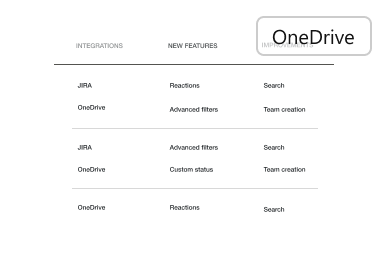 OneDrive
INTEGRATIONS NEW FEATURES IMPROVEMENTS
JIRA Reactions Search
OneDrive Advanced filters Team creation
JIRA Advanced filters Search
OneDrive Custom status Team creation
OneDrive Reactions Search